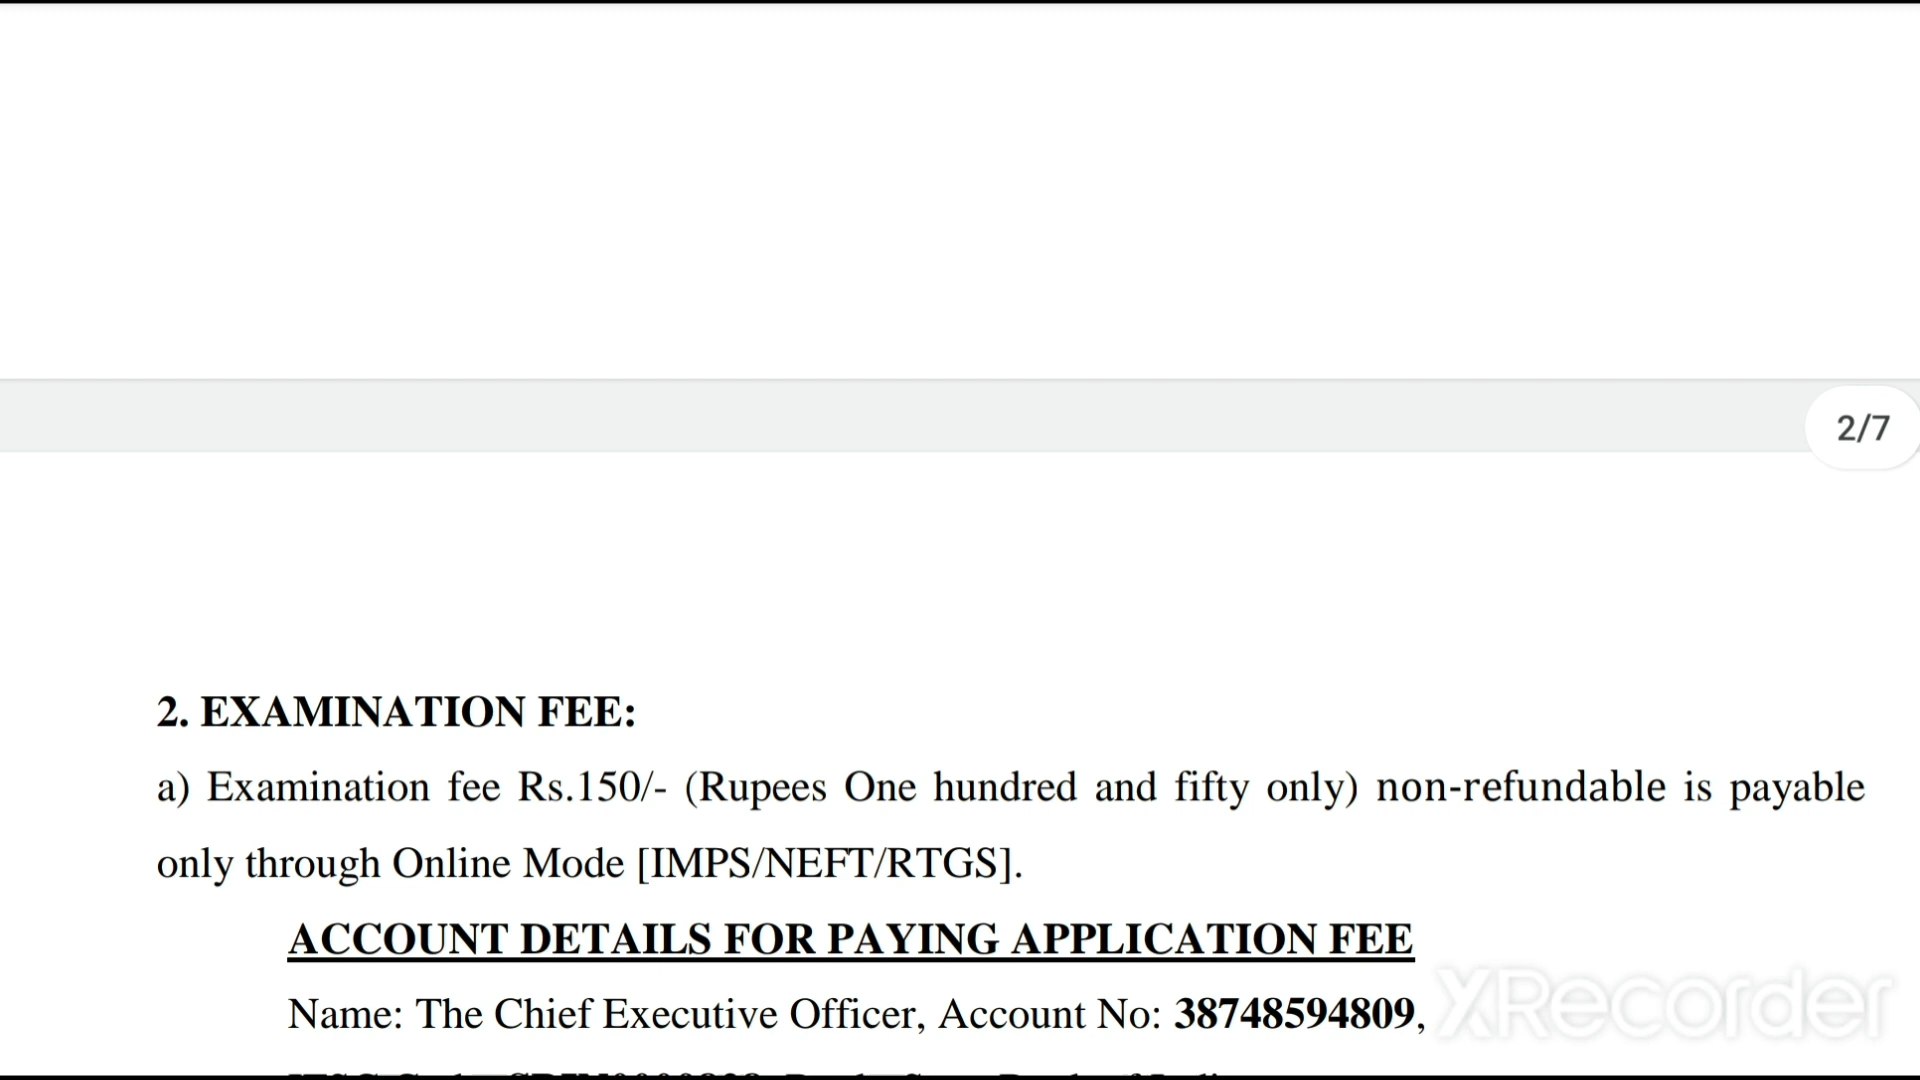 2/7
2. EXAMINATION FEE:
a) Examination fee Rs.150/- (Rupees One hundred and fifty only) non-refundable is payable
only through Online Mode [IMPS/NEFT/RTGS].
ACCOUNT DETAILS FOR PAYING APPLICATION FEE
Name: The Chief Executive Officer, Account No: 38748594809,
XRecorder